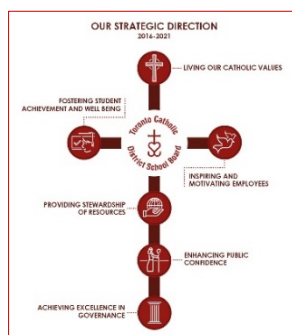 OUR STRATEGIC DIRECTION
2016-2021
LIVING OUR CATHOLIC VALUES
FOSTERING STUDENT
ACHIEVEMENT AND WELL BEING
Toronto Catholic
District School Board
INSPIRING AND
MOTIVATING EMPLOYEES
PROVIDING STEWARDSHIP
OF RESOURCES
ENHANCING PUBLIC
CONFIDENCE
ACHIEVING EXCELLENCE IN
GOVERNANCE